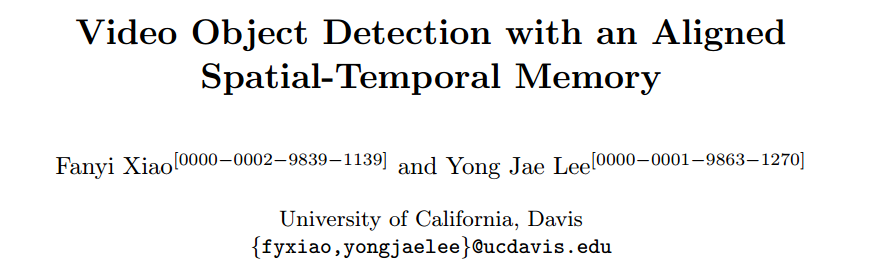 Video Object Detection with an Aligned
Spatial-Temporal Memory
Fanyi Xiao[0000−0002−9839−1139] and Yong Jae Lee[0000−0001−9863−1270]
University of California, Davis
{fyxiao,yongjaelee}@ucdavis.edu